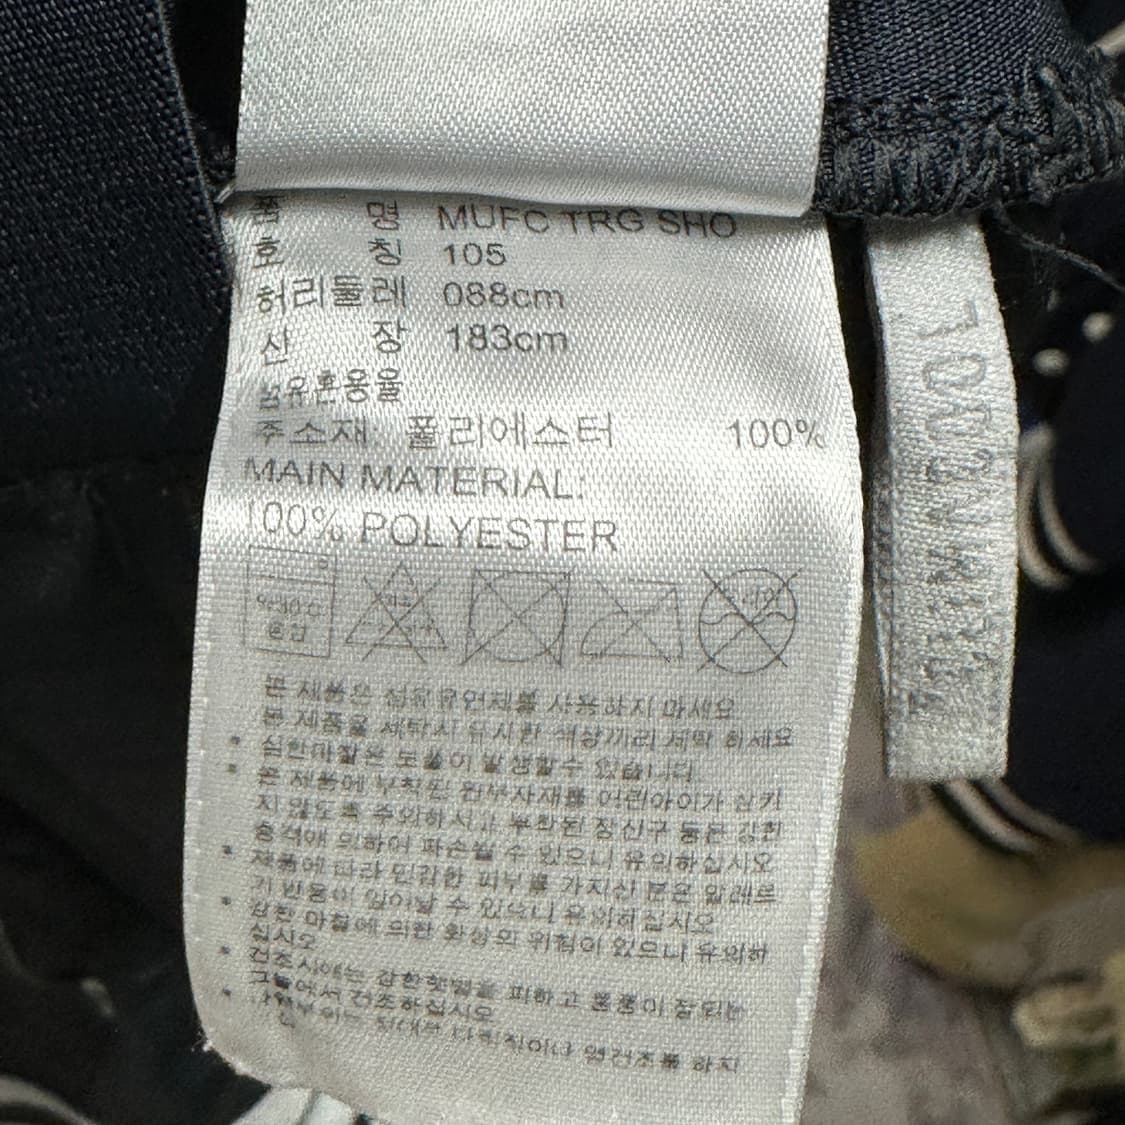 품 명 MUFC TRG SHO
호 칭 105
허리둘레 088cm
신 장 183cm
섬유혼용율
주소재 폴리에스터 100%
MAIN MATERIAL:
100% POLYESTER
약30℃
중성
본 제품은 섬유유연제를 사용하지 마세요
본 제품을 세탁시 유사한 색상끼리 세탁 하세요
• 심한마찰은 보풀이 발생할수 있습니다.
• 본 제품에 부착된 원부자재를 어린아이가 삼키
지 않도록 주의하시고 부착된 장신구 등은 강한
충격에 의하여 파손될 수 있으니 유의하십시오
• 제품에 따라 민감한 피부를 가지신 분은 알레르
기 반응이 일어날 수 있으니 유의하십시오
• 강한 마찰에 의한 화상의 위험이 있으니 유의하
십시오
• 건조시에는 강한햇볕을 피하고 통풍이 잘되는
그늘에서 건조하십시오